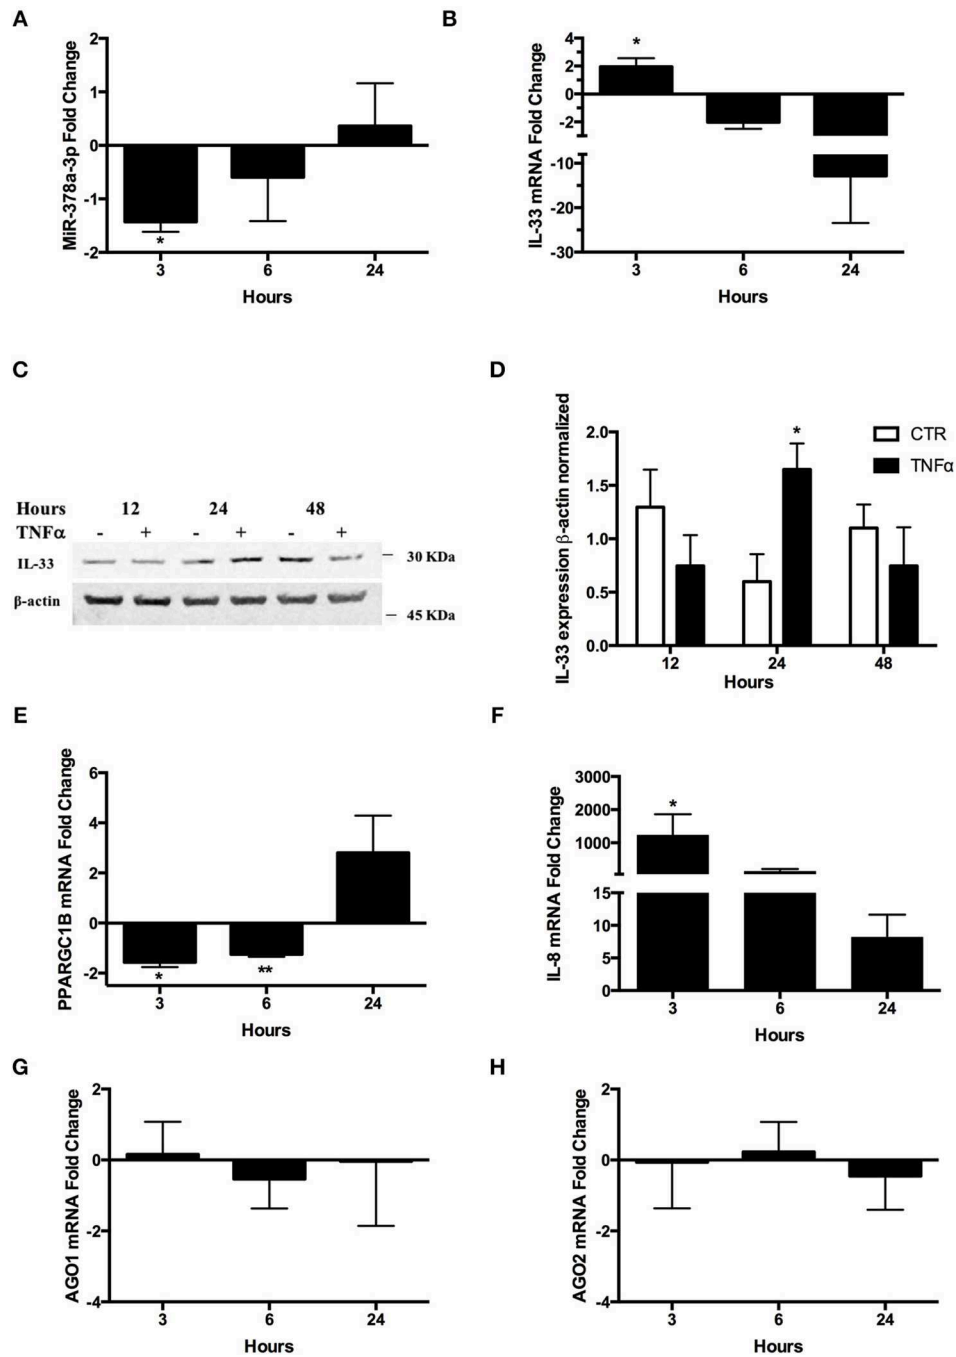 A
MiR-378a-3p Fold Change
2
1
0
-1
-2
*
3 6 24
Hours
B
IL-33 mRNA Fold Change
4
2
0
-2
-10
-20
-30
*
3 6 24
Hours
C
Hours 12 24 48
TNFα - + - + - +
IL-33
30 KDa
β-actin
45 KDa
D
IL-33 expression β-actin normalized
2.0
1.5
1.0
0.5
0.0
*
CTR
TNFα
12 24 48
Hours
E
PPARGC1B mRNA Fold Change
6
4
2
0
-2
* **
3 6 24
Hours
F
IL-8 mRNA Fold Change
3000
2000
1000
15
10
5
0
*
3 6 24
Hours
G
AGO1 mRNA Fold Change
2
0
-2
-4
3 6 24
Hours
H
AGO2 mRNA Fold Change
2
0
-2
-4
3 6 24
Hours